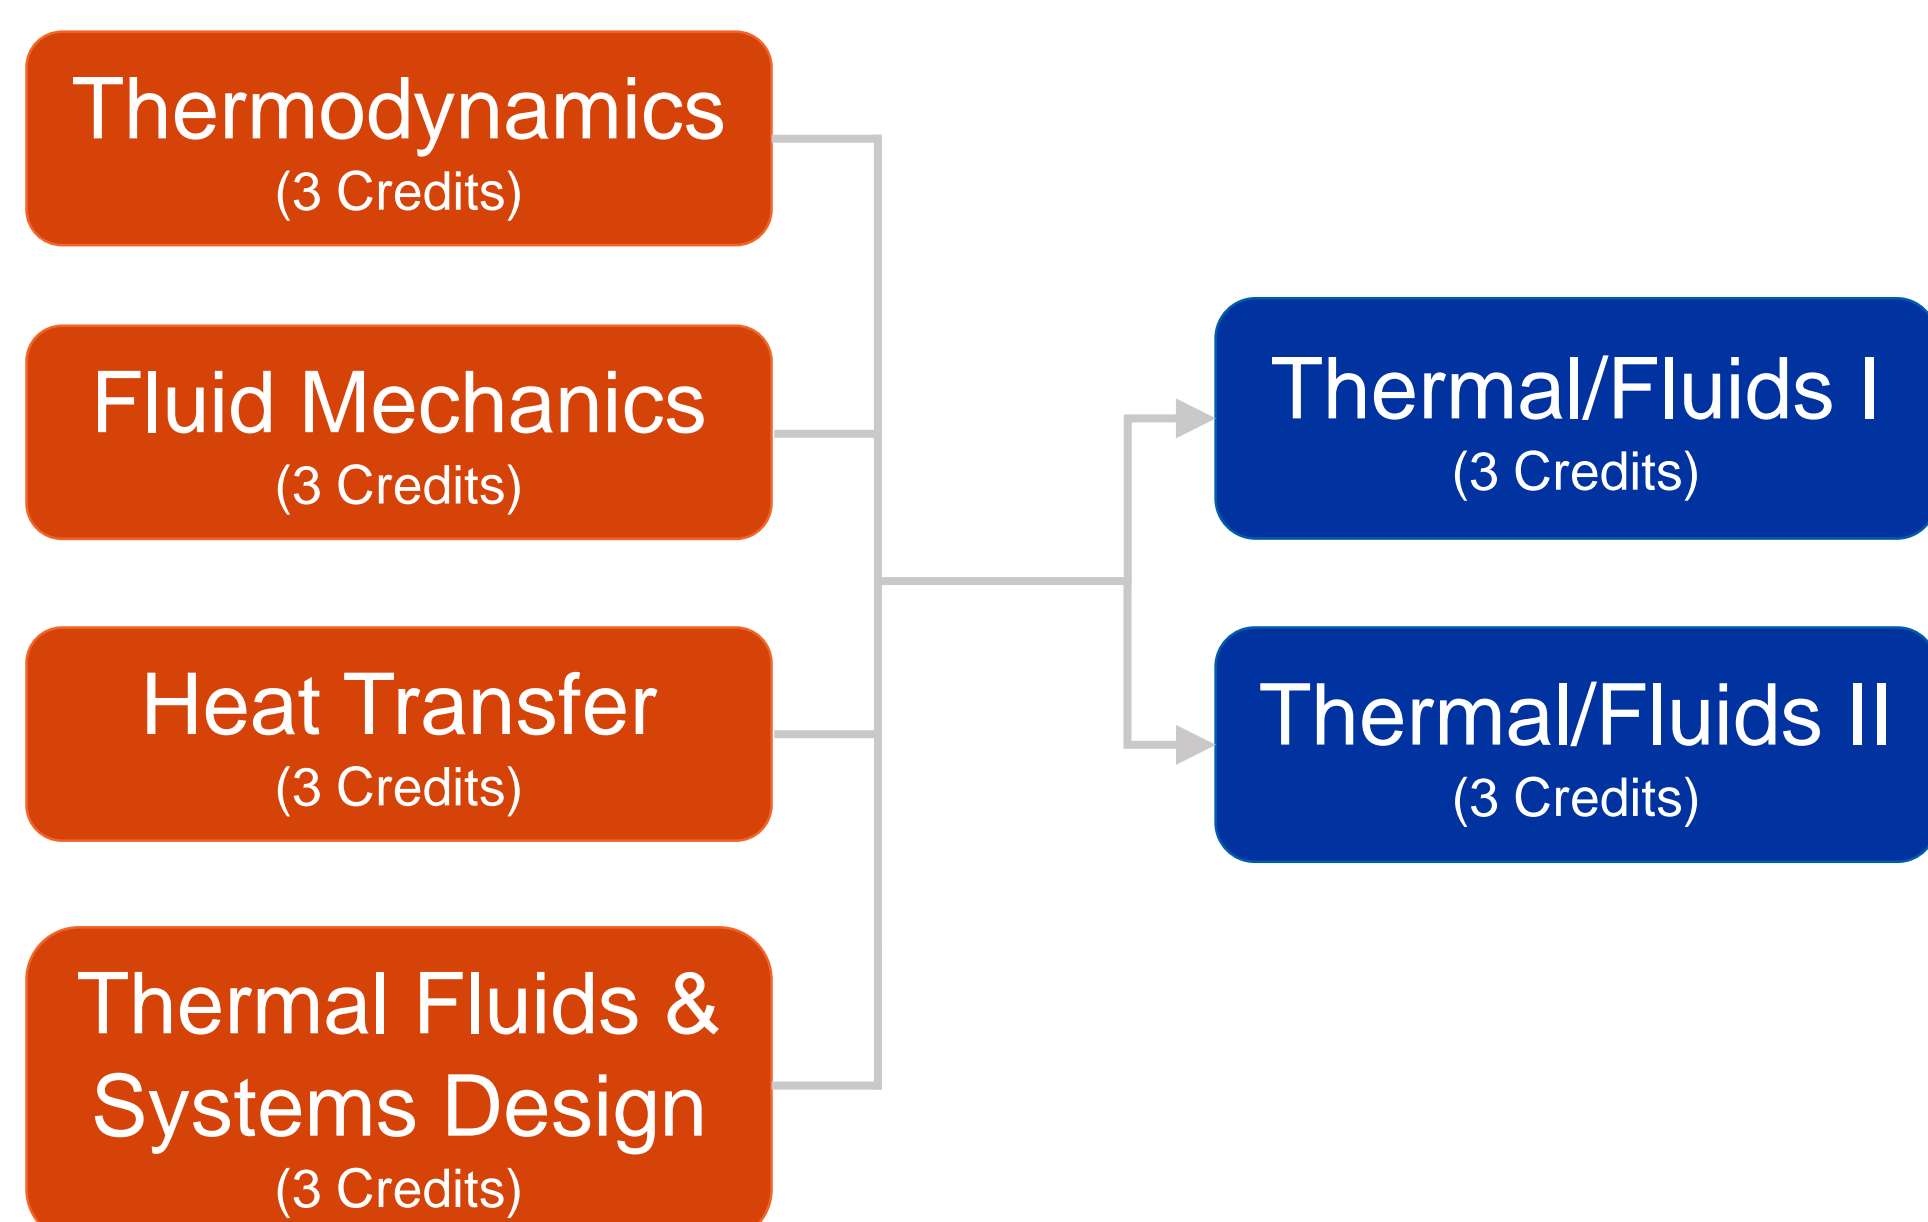 Thermodynamics
(3 Credits)
Fluid Mechanics
(3 Credits)
Heat Transfer
(3 Credits)
Thermal Fluids &
Systems Design
(3 Credits)
Thermal/Fluids I
(3 Credits)
Thermal/Fluids II
(3 Credits)